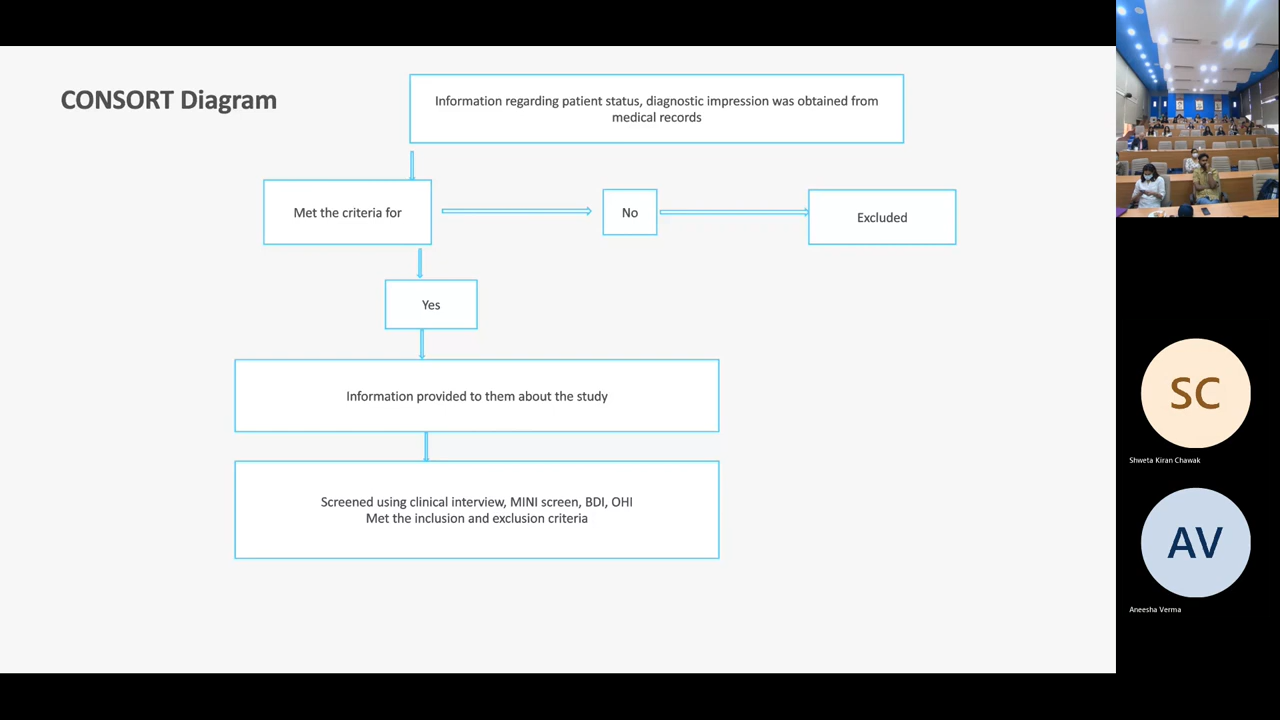 CONSORT Diagram
Information regarding patient status, diagnostic impression was obtained from
medical records
Met the criteria for
No
Excluded
Yes
Information provided to them about the study
Screened using clinical interview, MINI screen, BDI, OHI
Met the inclusion and exclusion criteria
SC
Shweta Kiran Chawak
AV
Aneesha Verma